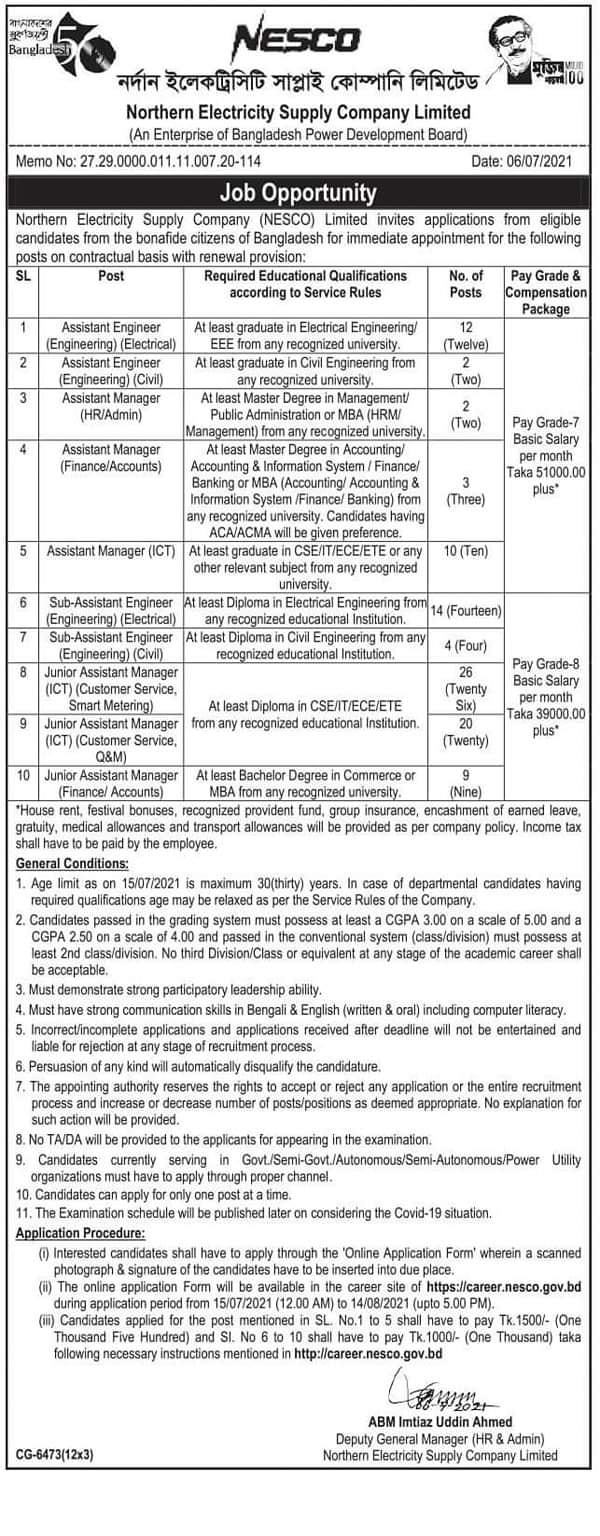 বাংলাদেশের
সুবর্ণজয়ন্তী
Bangladesh 50
NESCO
মুজিব MUJIB
শতবর্ষ 100
নর্দান ইলেকট্রিসিটি সাপ্লাই কোম্পানি লিমিটেড
Northern Electricity Supply Company Limited
(An Enterprise of Bangladesh Power Development Board)
Memo No: 27.29.0000.011.11.007.20-114 Date: 06/07/2021
Job Opportunity
Northern Electricity Supply Company (NESCO) Limited invites applications from eligible
candidates from the bonafide citizens of Bangladesh for immediate appointment for the following
posts on contractual basis with renewal provision:
SL Post Required Educational Qualifications No. of Pay Grade &
according to Service Rules Posts Compensation
Package
1 Assistant Engineer At least graduate in Electrical Engineering/ 12
(Engineering) (Electrical) EEE from any recognized university. (Twelve)
2 Assistant Engineer At least graduate in Civil Engineering from 2
(Engineering) (Civil) any recognized university. (Two)
3 Assistant Manager At least Master Degree in Management/
(HR/Admin) Public Administration or MBA (HRM/ 2
Management) from any recognized university. (Two)
Pay Grade-7
Basic Salary
per month
Taka 51000.00
plus*
4 Assistant Manager At least Master Degree in Accounting/
(Finance/Accounts) Accounting & Information System / Finance/
Banking or MBA (Accounting/ Accounting & 3
Information System /Finance/ Banking) from (Three)
any recognized university. Candidates having
ACA/ACMA will be given preference.
5 Assistant Manager (ICT) At least graduate in CSE/IT/ECE/ETE or any 10 (Ten)
other relevant subject from any recognized
university.
6 Sub-Assistant Engineer At least Diploma in Electrical Engineering from 14 (Fourteen)
(Engineering) (Electrical) any recognized educational Institution.
7 Sub-Assistant Engineer At least Diploma in Civil Engineering from any 4 (Four)
(Engineering) (Civil) recognized educational Institution.
8 Junior Assistant Manager 26
(ICT) (Customer Service, (Twenty
Smart Metering) Six)
At least Diploma in CSE/IT/ECE/ETE
from any recognized educational Institution.
Pay Grade-8
Basic Salary
per month
Taka 39000.00
plus*
9 Junior Assistant Manager 20
(ICT) (Customer Service, (Twenty)
Q&M)
10 Junior Assistant Manager At least Bachelor Degree in Commerce or 9
(Finance/ Accounts) MBA from any recognized university. (Nine)
*House rent, festival bonuses, recognized provident fund, group insurance, encashment of earned leave,
gratuity, medical allowances and transport allowances will be provided as per company policy. Income tax
shall have to be paid by the employee.
General Conditions:
1. Age limit as on 15/07/2021 is maximum 30(thirty) years. In case of departmental candidates having
required qualifications age may be relaxed as per the Service Rules of the Company.
2. Candidates passed in the grading system must possess at least a CGPA 3.00 on a scale of 5.00 and a
CGPA 2.50 on a scale of 4.00 and passed in the conventional system (class/division) must possess at
least 2nd class/division. No third Division/Class or equivalent at any stage of the academic career shall
be acceptable.
3. Must demonstrate strong participatory leadership ability.
4. Must have strong communication skills in Bengali & English (written & oral) including computer literacy.
5. Incorrect/incomplete applications and applications received after deadline will not be entertained and
liable for rejection at any stage of recruitment process.
6. Persuasion of any kind will automatically disqualify the candidature.
7. The appointing authority reserves the rights to accept or reject any application or the entire recruitment
process and increase or decrease number of posts/positions as deemed appropriate. No explanation for
such action will be provided.
8. No TA/DA will be provided to the applicants for appearing in the examination.
9. Candidates currently serving in Govt./Semi-Govt./Autonomous/Semi-Autonomous/Power Utility
organizations must have to apply through proper channel.
10. Candidates can apply for only one post at a time.
11. The Examination schedule will be published later on considering the Covid-19 situation.
Application Procedure:
(i) Interested candidates shall have to apply through the 'Online Application Form' wherein a scanned
photograph & signature of the candidates have to be inserted into due place.
(ii) The online application Form will be available in the career site of https://career.nesco.gov.bd
during application period from 15/07/2021 (12.00 AM) to 14/08/2021 (upto 5.00 PM).
(iii) Candidates applied for the post mentioned in SL. No.1 to 5 shall have to pay Tk.1500/- (One
Thousand Five Hundred) and SI. No 6 to 10 shall have to pay Tk.1000/- (One Thousand) taka
following necessary instructions mentioned in http://career.nesco.gov.bd
ABM Imtiaz Uddin Ahmed
Deputy General Manager (HR & Admin)
CG-6473(12x3) Northern Electricity Supply Company Limited